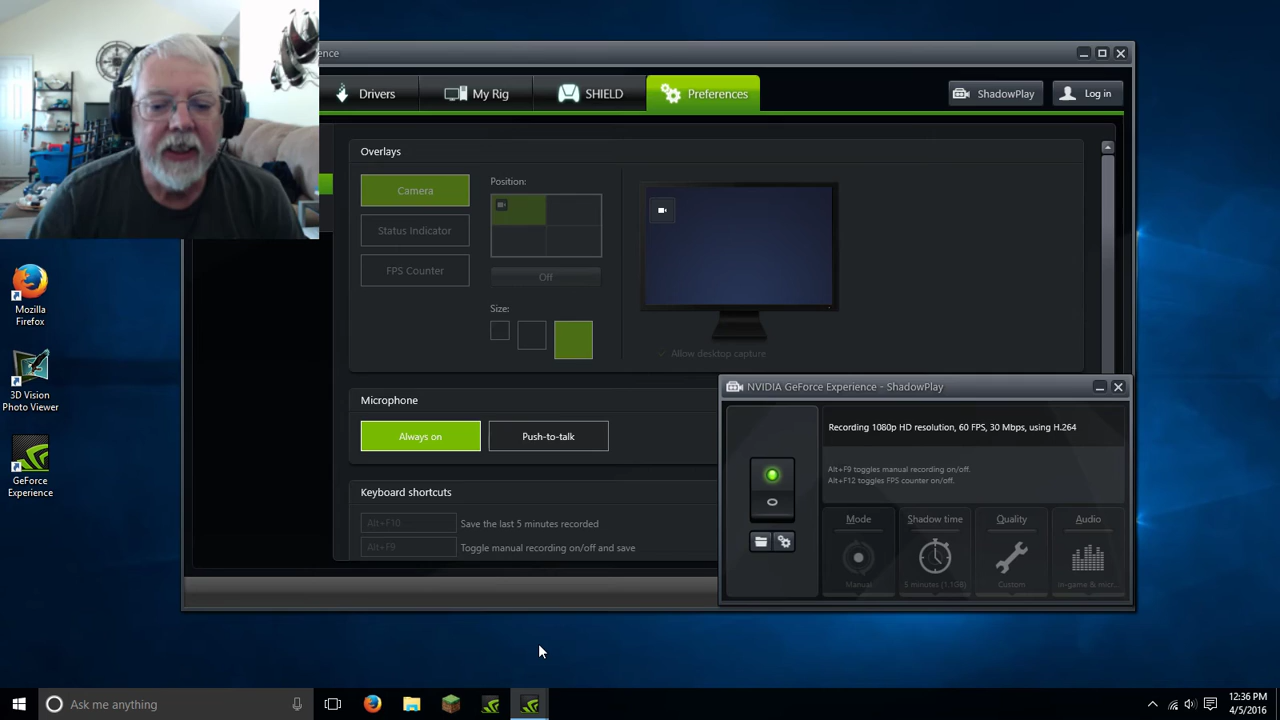 ence
Drivers
My Rig
SHIELD
Preferences
ShadowPlay
Log in
Overlays
Camera
Status Indicator
FPS Counter
Position:
Off
Size:
Allow desktop capture
Microphone
Always on
Push-to-talk
Keyboard shortcuts
Alt+F10
Save the last 5 minutes recorded
Alt+F9
Toggle manual recording on/off and save
NVIDIA GeForce Experience - ShadowPlay
Recording 1080p HD resolution, 60 FPS, 30 Mbps, using H.264
Alt+F9 toggles manual recording on/off.
Alt+F12 toggles FPS counter on/off.
Mode
Manual
Shadow time
5 minutes (1.1GB)
Quality
Custom
Audio
In-game & micr...
Mozilla
Firefox
3D Vision
Photo Viewer
GeForce
Experience
Ask me anything
12:36 PM
4/5/2016